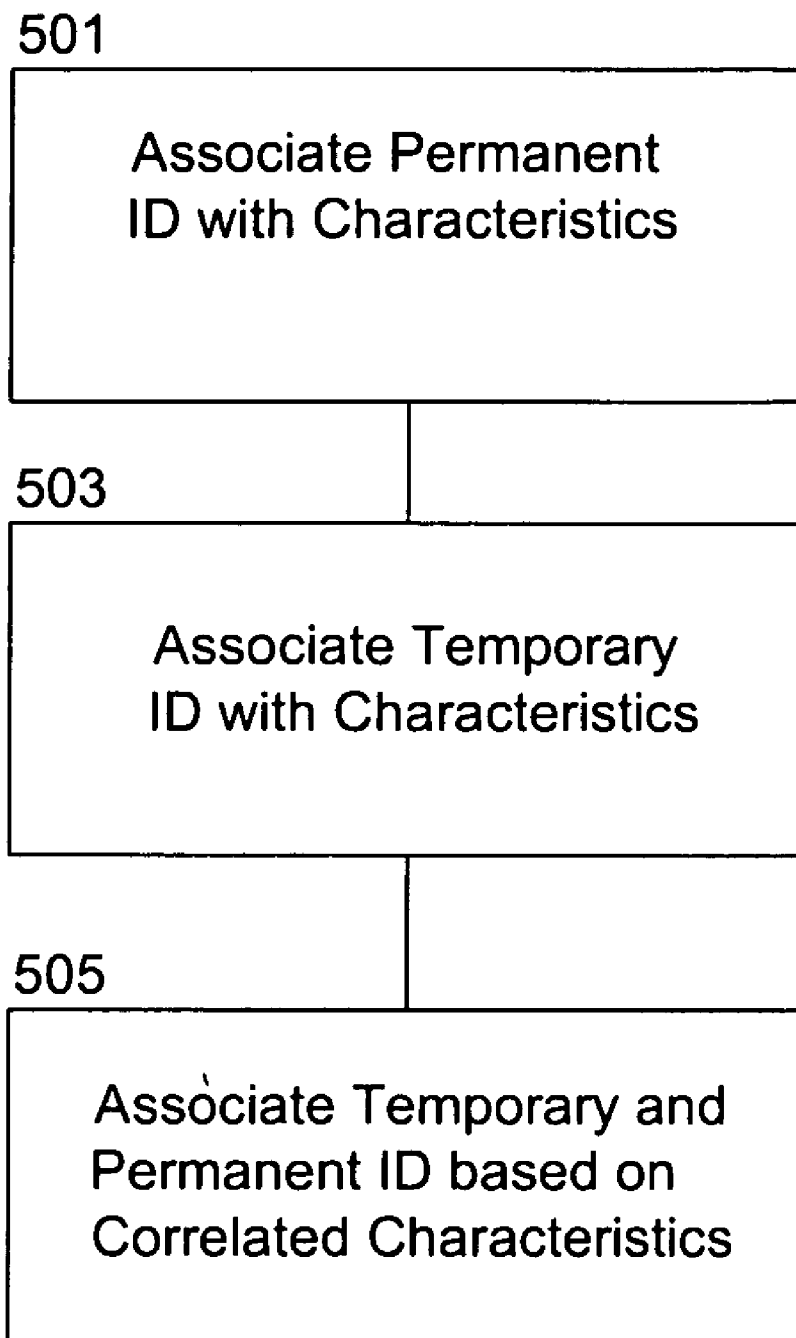 501
Associate Permanent
ID with Characteristics
503
Associate Temporary
ID with Characteristics
505
Associate Temporary and
Permanent ID based on
Correlated Characteristics